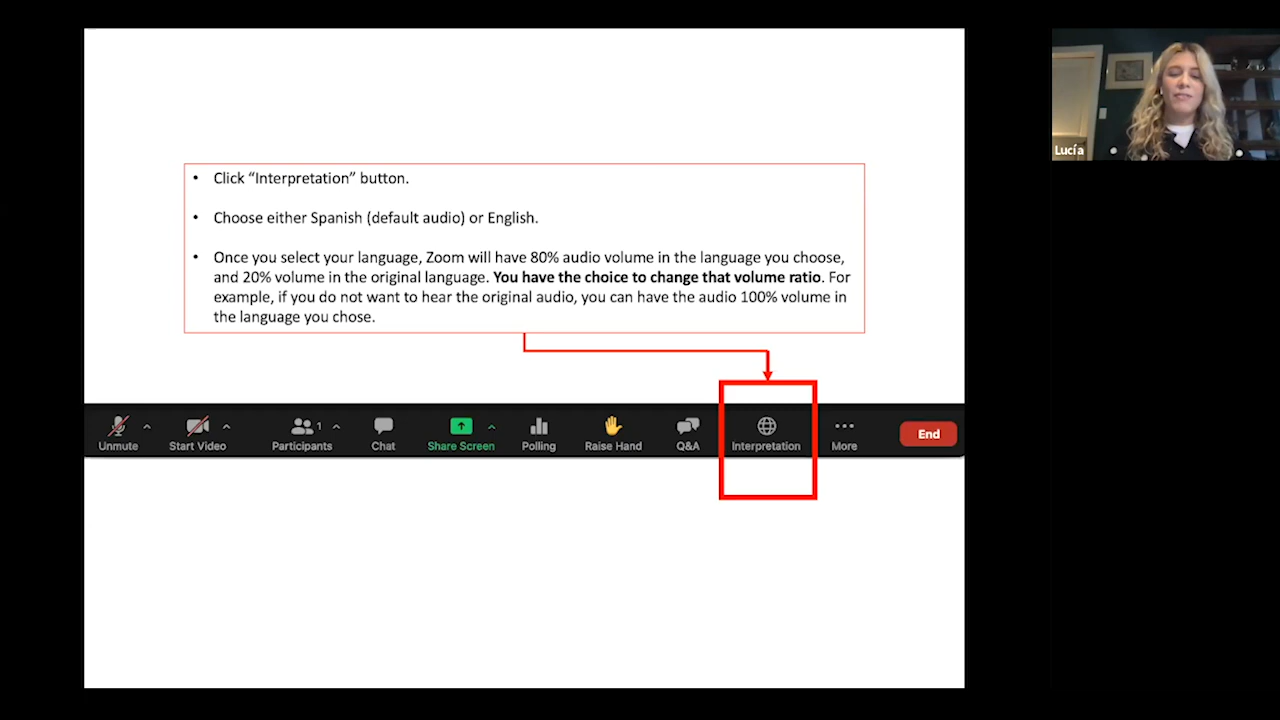 • Click “Interpretation” button.
• Choose either Spanish (default audio) or English.
• Once you select your language, Zoom will have 80% audio volume in the language you choose,
and 20% volume in the original language. You have the choice to change that volume ratio. For
example, if you do not want to hear the original audio, you can have the audio 100% volume in
the language you chose.
Unmute Start Video Participants 1 Chat Share Screen Polling Raise Hand Q&A Interpretation More End
Lucía